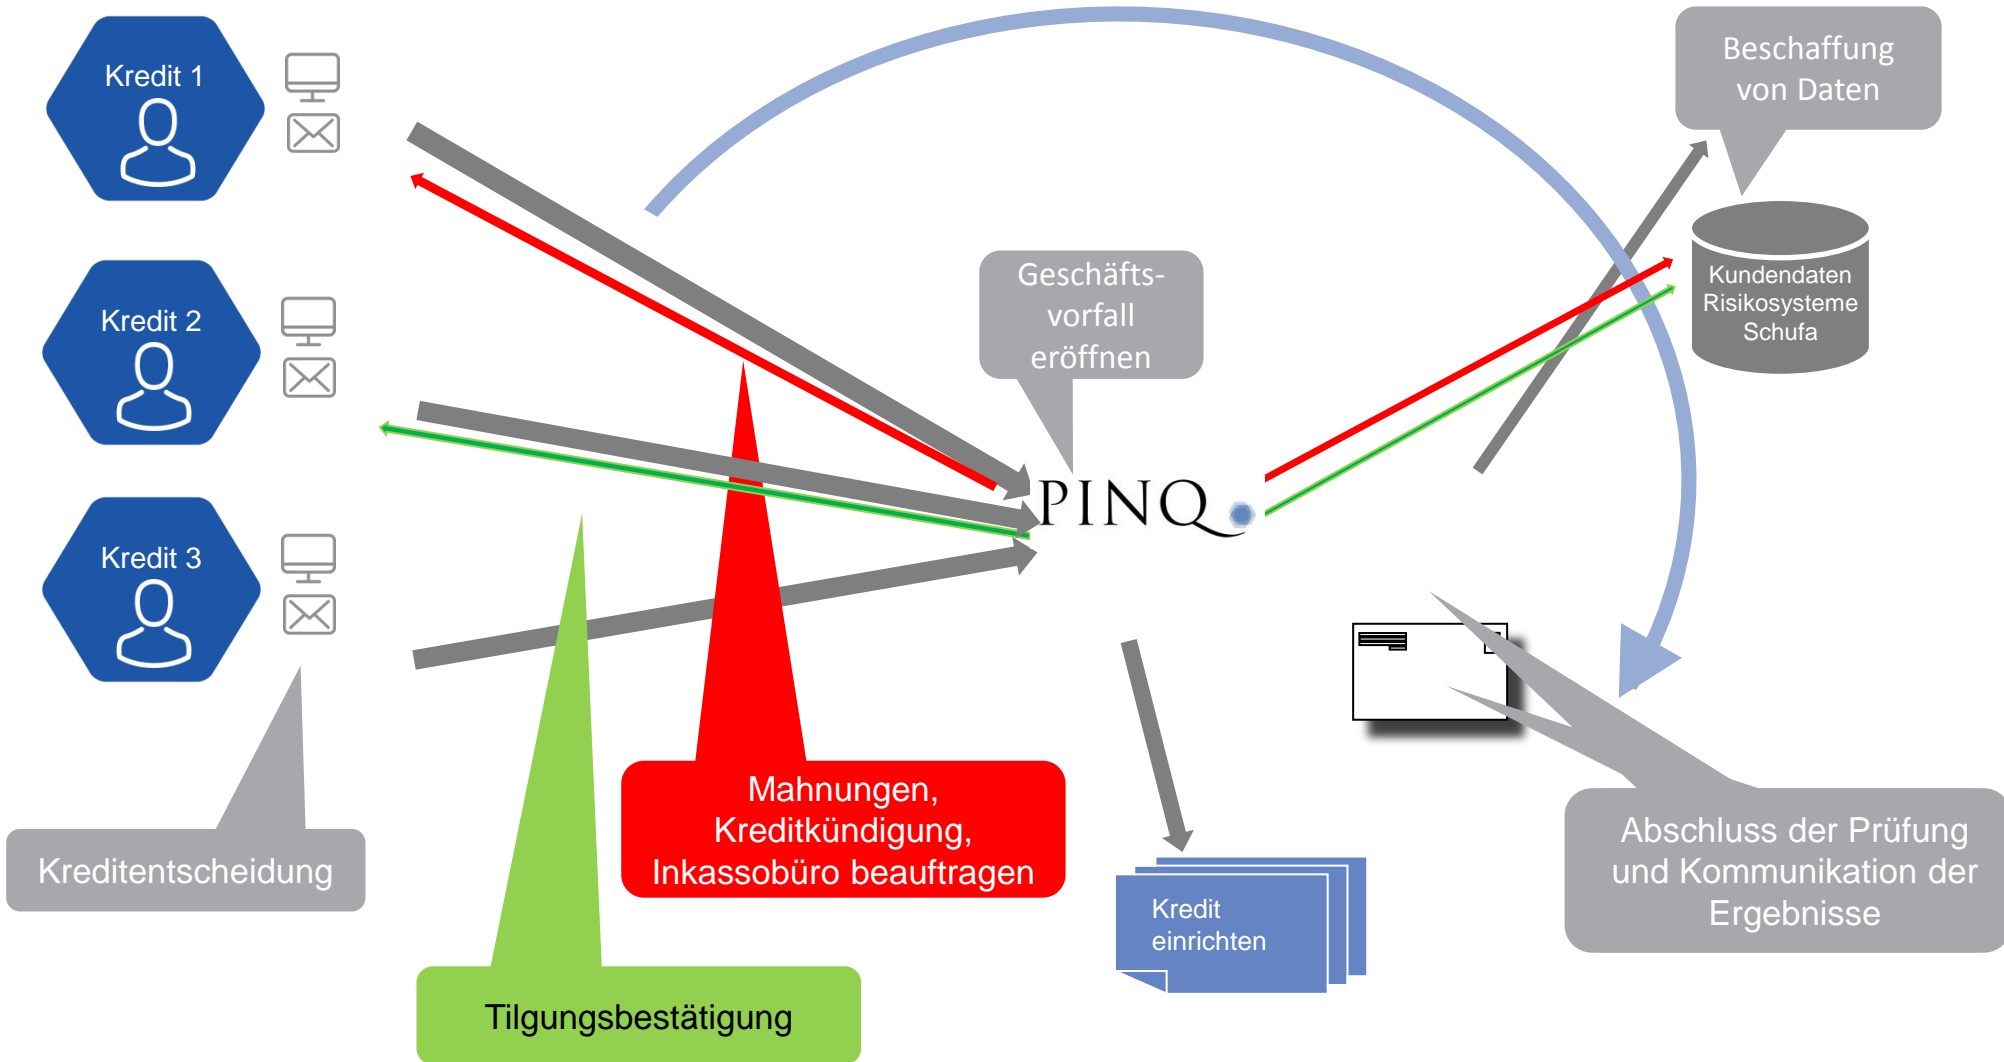 Kredit 1
Beschaffung
von Daten
Geschäfts-
vorfall
eröffnen
Kundendaten
Risikosysteme
Schufa
Kredit 2
PINQ
Kredit 3
Mahnungen,
Kreditkündigung,
Inkassobüro beauftragen
Kreditentscheidung
Abschluss der Prüfung
und Kommunikation der
Ergebnisse
Kredit
einrichten
Tilgungsbestätigung